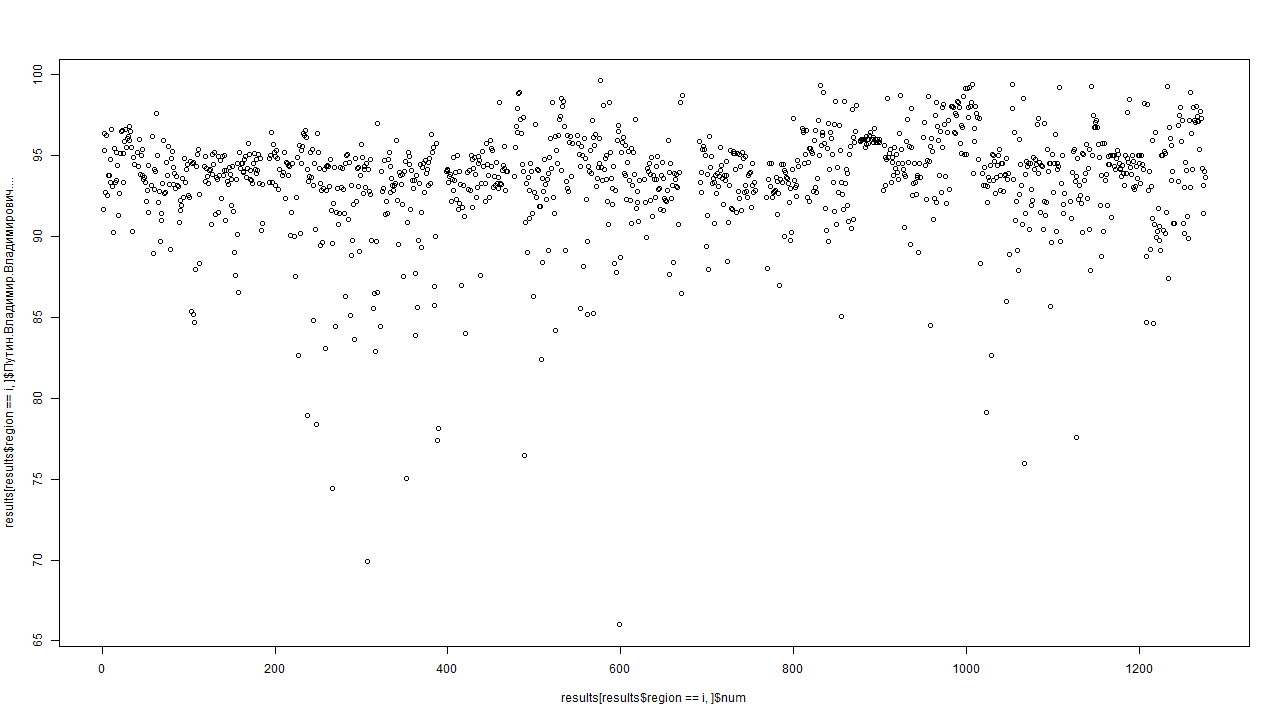 100
95
90
85
80
75
70
65
results[results$region == i, ]$Путин.Владимир.Владимирович...
0 200 400 600 800 1000 1200
results[results$region == i, ]$num